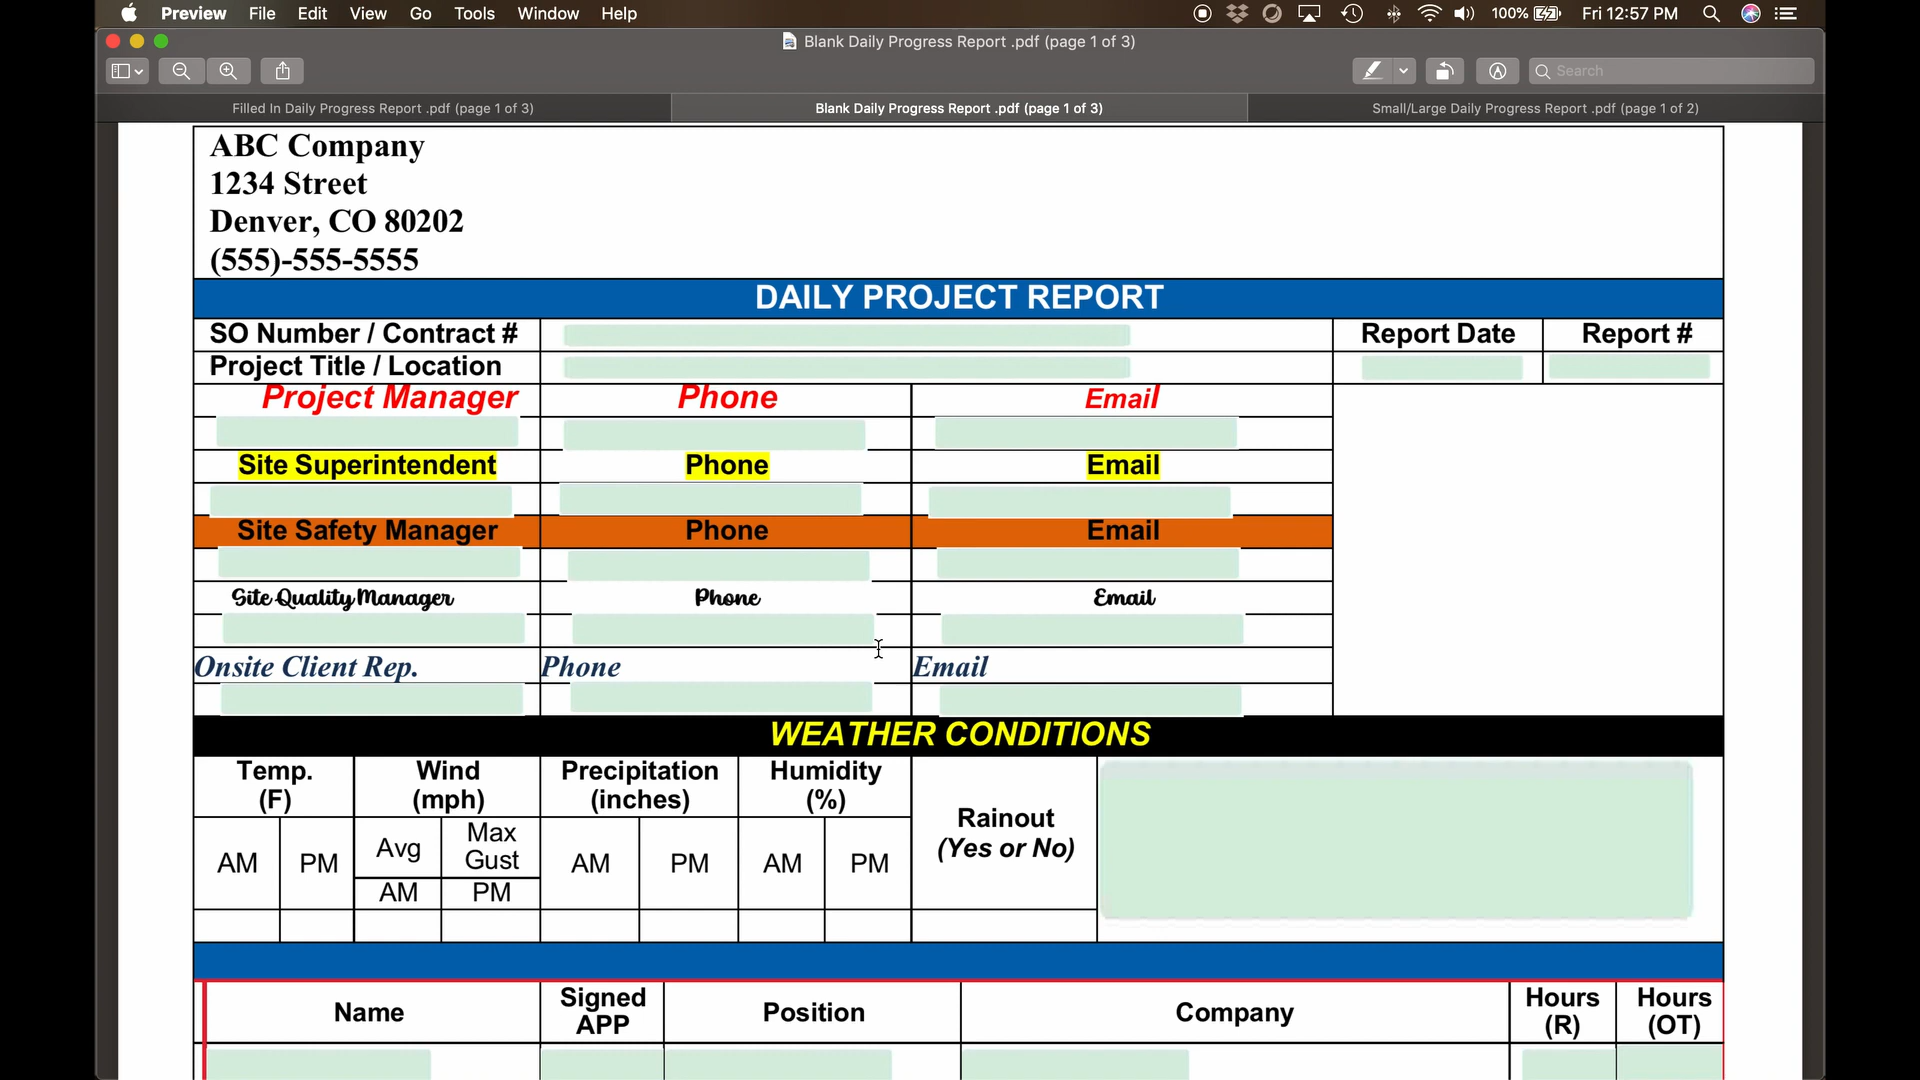 Preview File Edit View Go Tools Window Help 100% Fri 12:57 PM
Blank Daily Progress Report .pdf (page 1 of 3)
Search
Filled In Daily Progress Report .pdf (page 1 of 3) Blank Daily Progress Report .pdf (page 1 of 3) Small/Large Daily Progress Report .pdf (page 1 of 2)
ABC Company
1234 Street
Denver, CO 80202
(555)-555-5555
DAILY PROJECT REPORT
SO Number / Contract # Report Date Report #
Project Title / Location
Project Manager Phone Email
Site Superintendent Phone Email
Site Safety Manager Phone Email
Site Quality Manager Phone Email
Onsite Client Rep. Phone Email
WEATHER CONDITIONS
Temp. (F) Wind (mph) Precipitation (inches) Humidity (%) Rainout (Yes or No)
AM PM Avg Max Gust AM PM AM PM
AM PM
Name Signed APP Position Company Hours (R) Hours (OT)